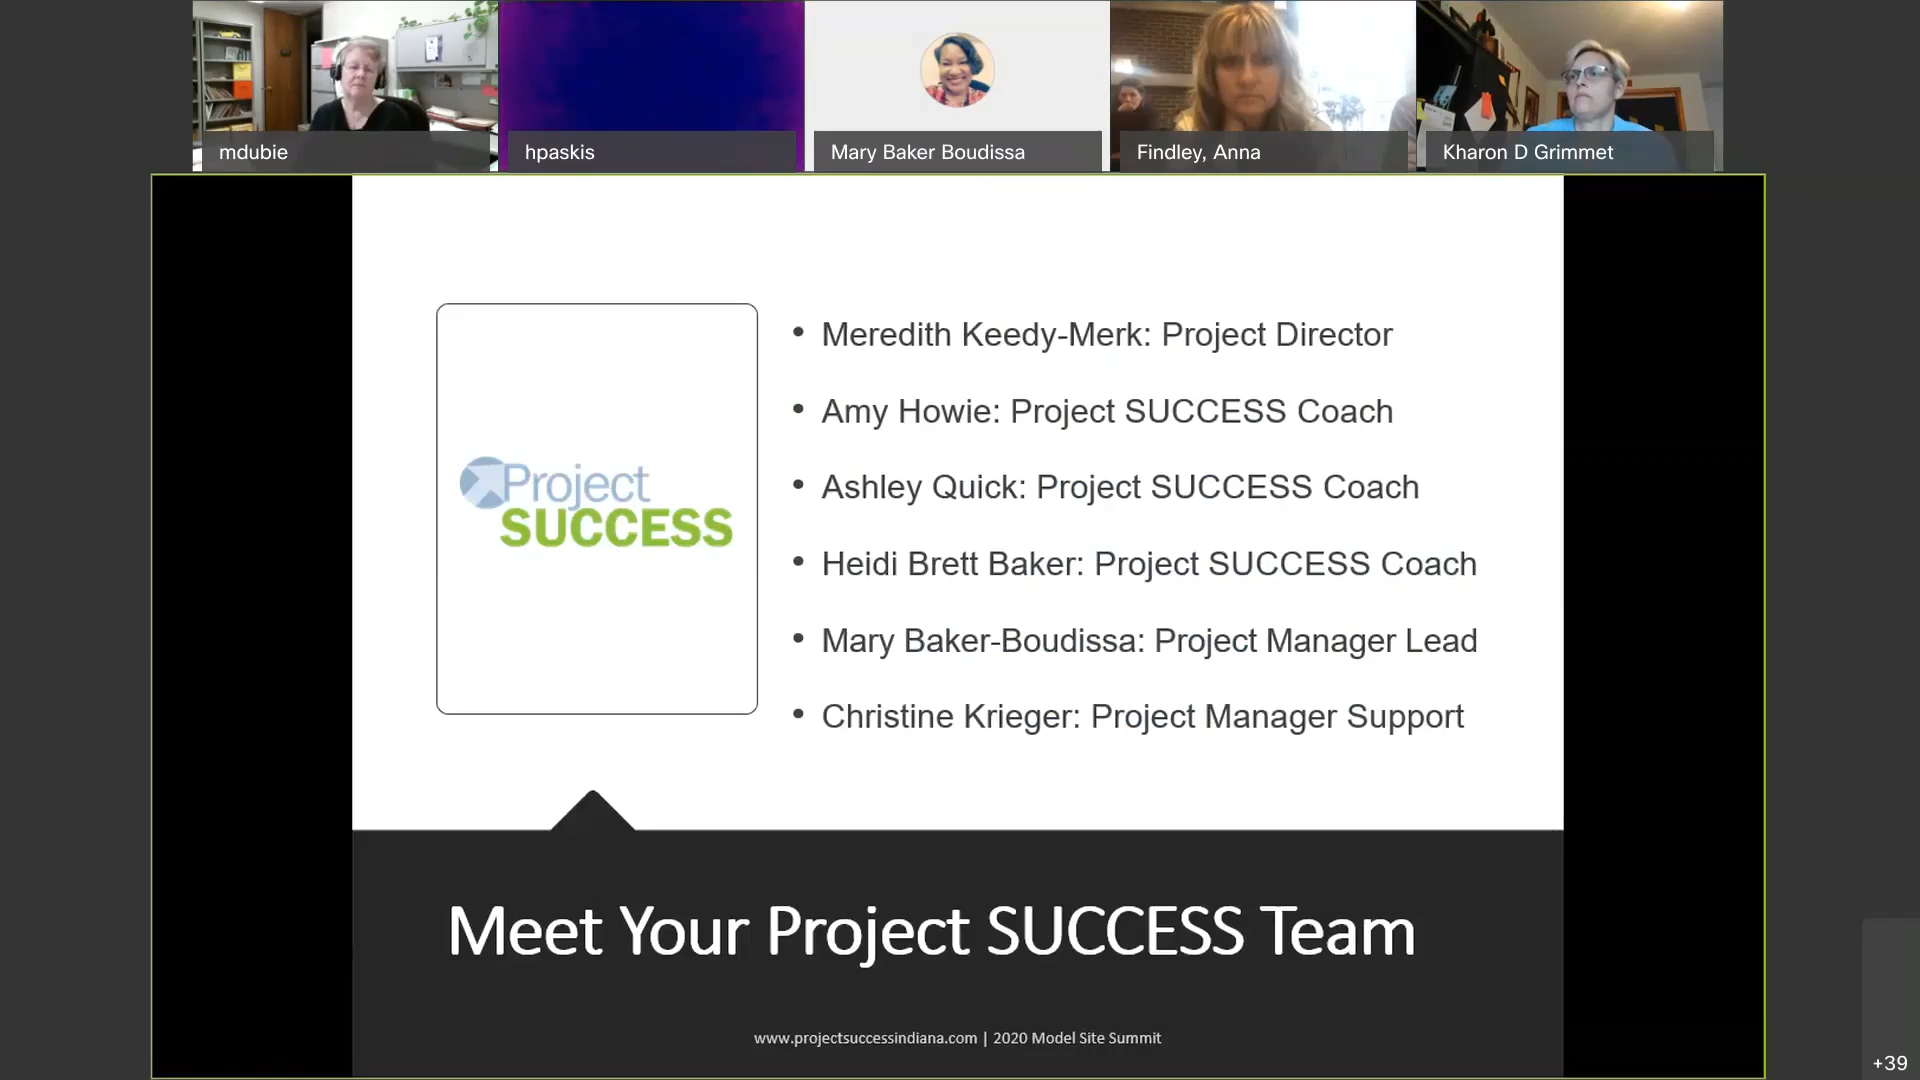 mdubie
hpaskis
Mary Baker Boudissa
Findley, Anna
Kharon D Grimmet
Project
SUCCESS
• Meredith Keedy-Merk: Project Director
• Amy Howie: Project SUCCESS Coach
• Ashley Quick: Project SUCCESS Coach
• Heidi Brett Baker: Project SUCCESS Coach
• Mary Baker-Boudissa: Project Manager Lead
• Christine Krieger: Project Manager Support
Meet Your Project SUCCESS Team
www.projectsuccessindiana.com | 2020 Model Site Summit
+39